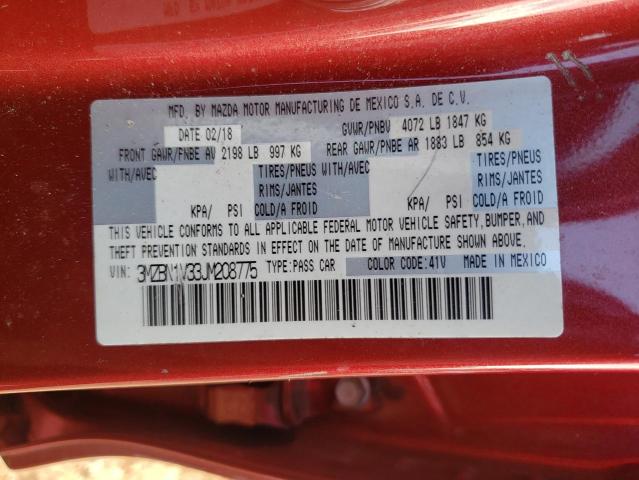 MFD. BY MAZDA MOTOR MANUFACTURING DE MEXICO S.A. DE C.V.
DATE 02/18 GVWR/PNBV 4072 LB 1847 KG
FRONT GAWR/PNBE AV 2198 LB 997 KG REAR GAWR/PNBE AR 1883 LB 854 KG
WITH/AVEC TIRES/PNEUS WITH/AVEC TIRES/PNEUS
RIMS/JANTES RIMS/JANTES
KPA/ PSI COLD/A FROID KPA/ PSI COLD/A FROID
THIS VEHICLE CONFORMS TO ALL APPLICABLE FEDERAL MOTOR VEHICLE SAFETY, BUMPER, AND
THEFT PREVENTION STANDARDS IN EFFECT ON THE DATE OF MANUFACTURE SHOWN ABOVE.
VIN: 3MZBN1V33JM208775 TYPE:PASS CAR COLOR CODE:41V MADE IN MEXICO